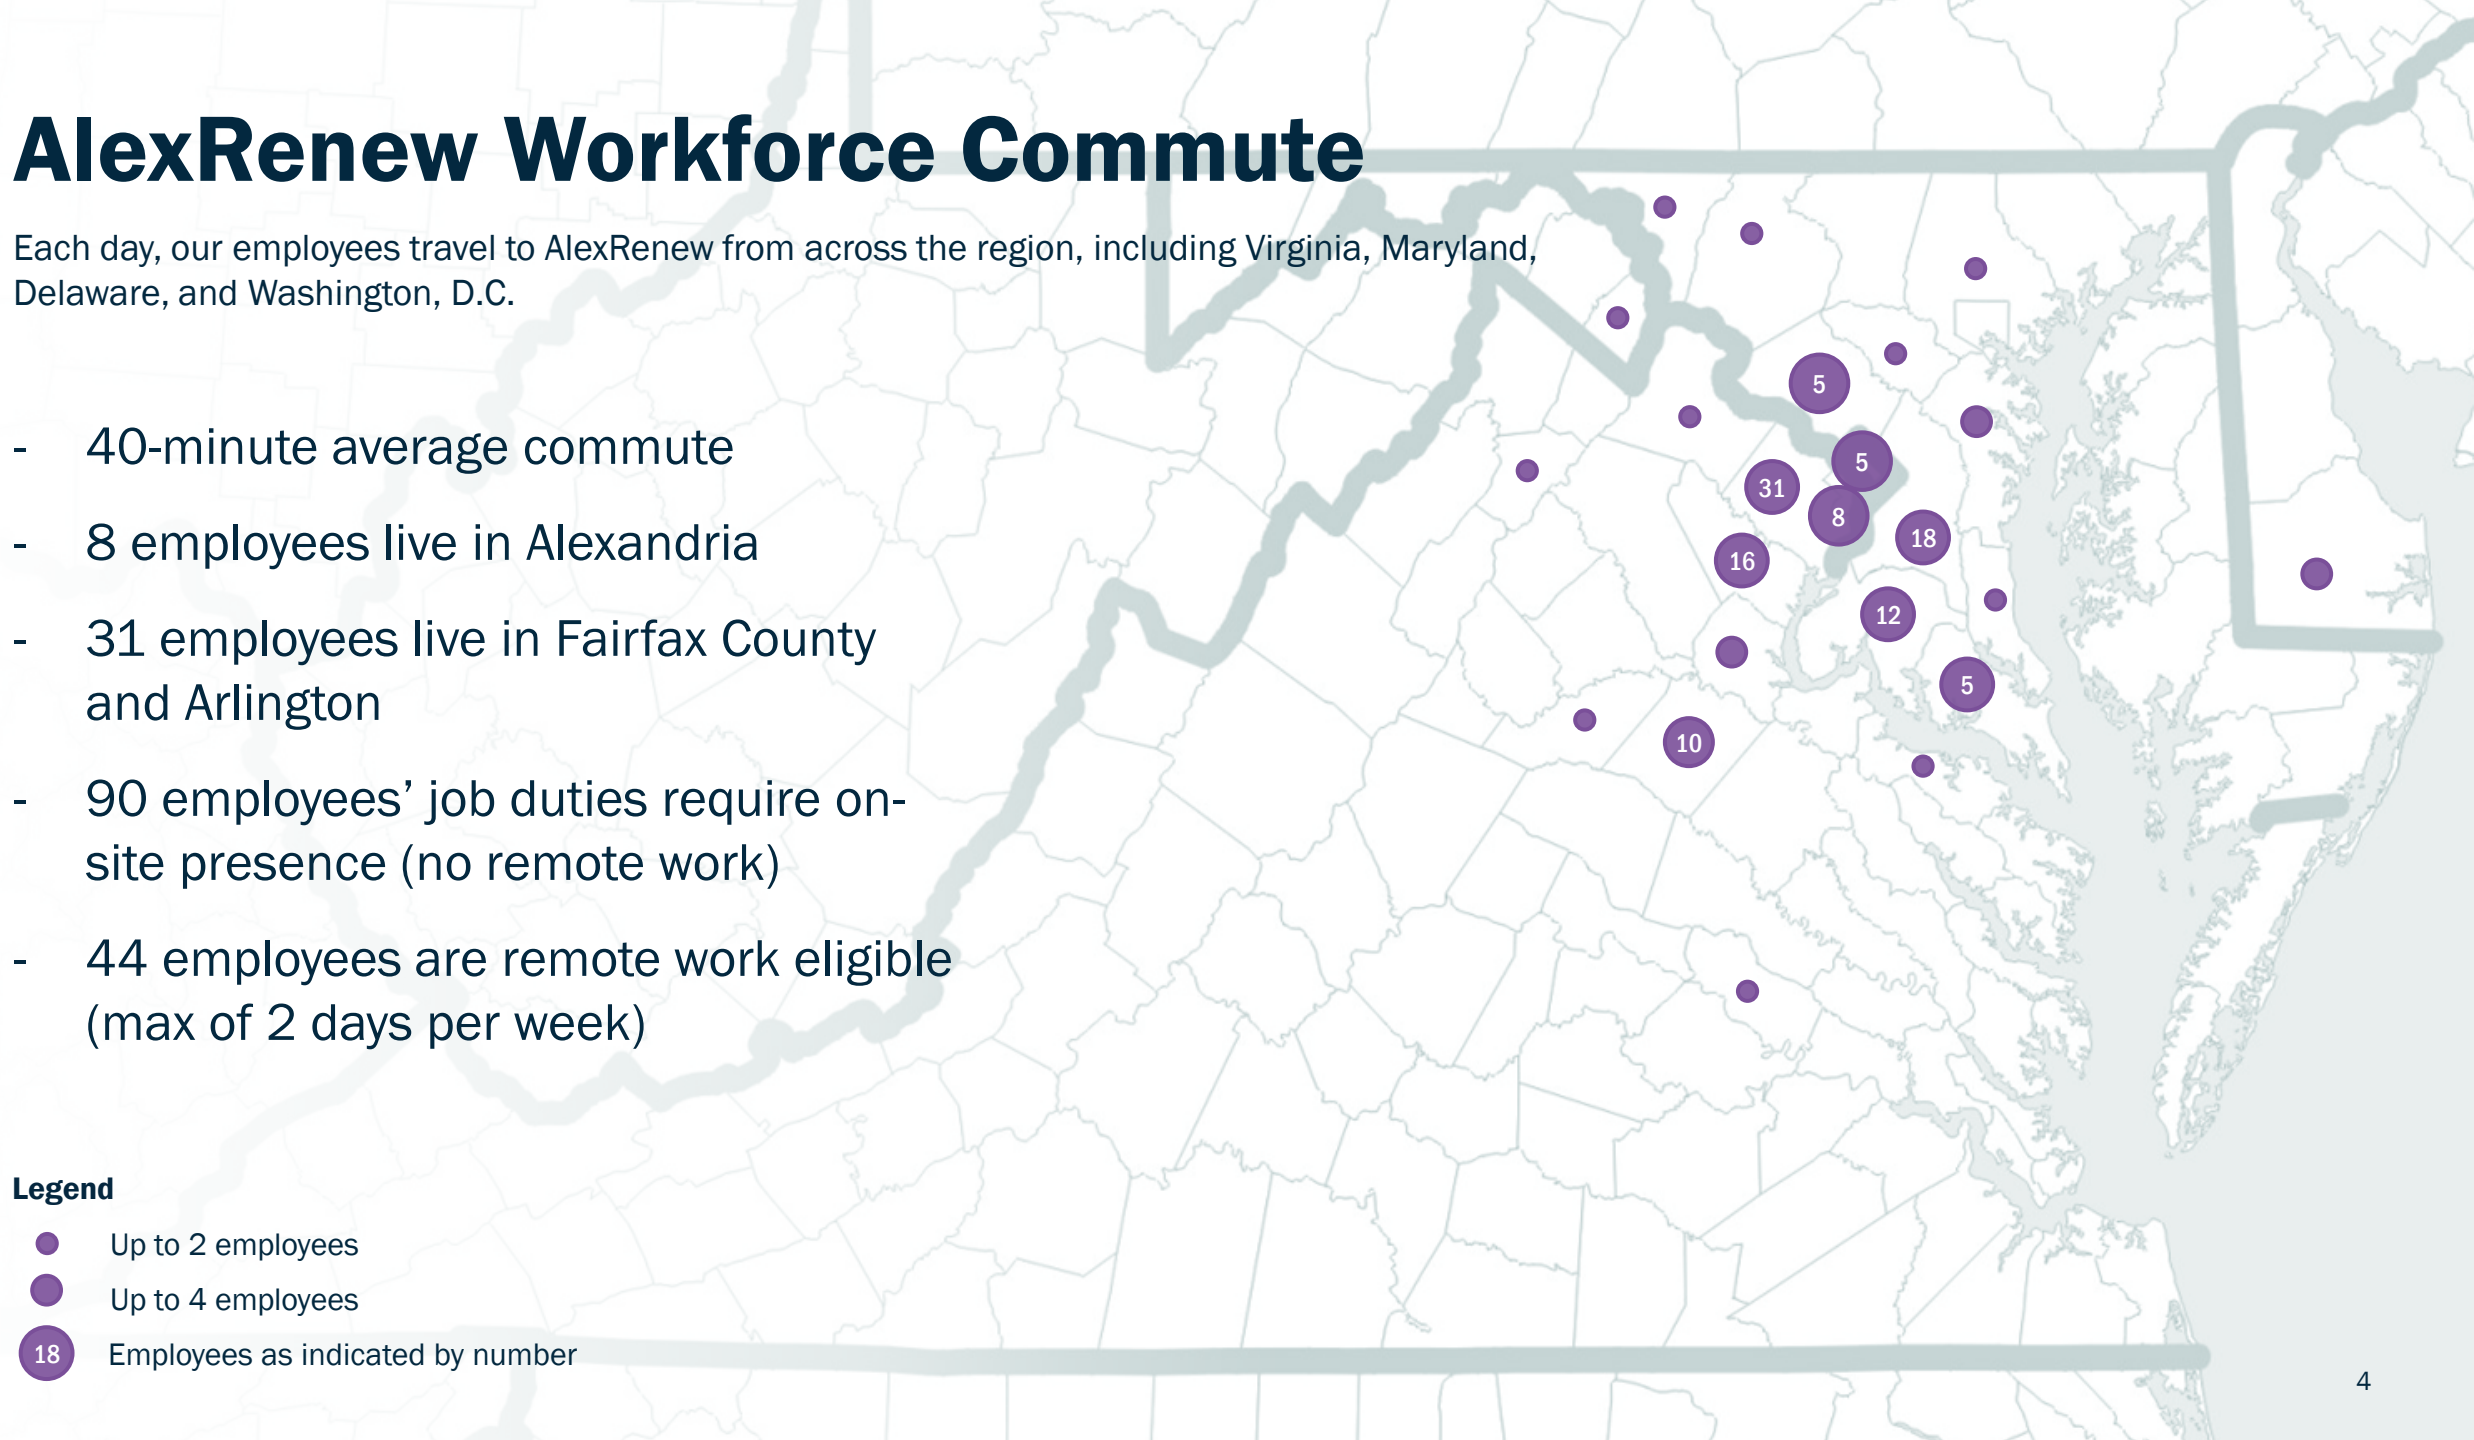 AlexRenew Workforce Commute
Each day, our employees travel to AlexRenew from across the region, including Virginia, Maryland,
Delaware, and Washington, D.C.
- 40-minute average commute
- 8 employees live in Alexandria
- 31 employees live in Fairfax County
and Arlington
- 90 employees’ job duties require on-
site presence (no remote work)
- 44 employees are remote work eligible
(max of 2 days per week)
Legend
Up to 2 employees
Up to 4 employees
18 Employees as indicated by number
5
5
31
8
18
16
12
5
10
4